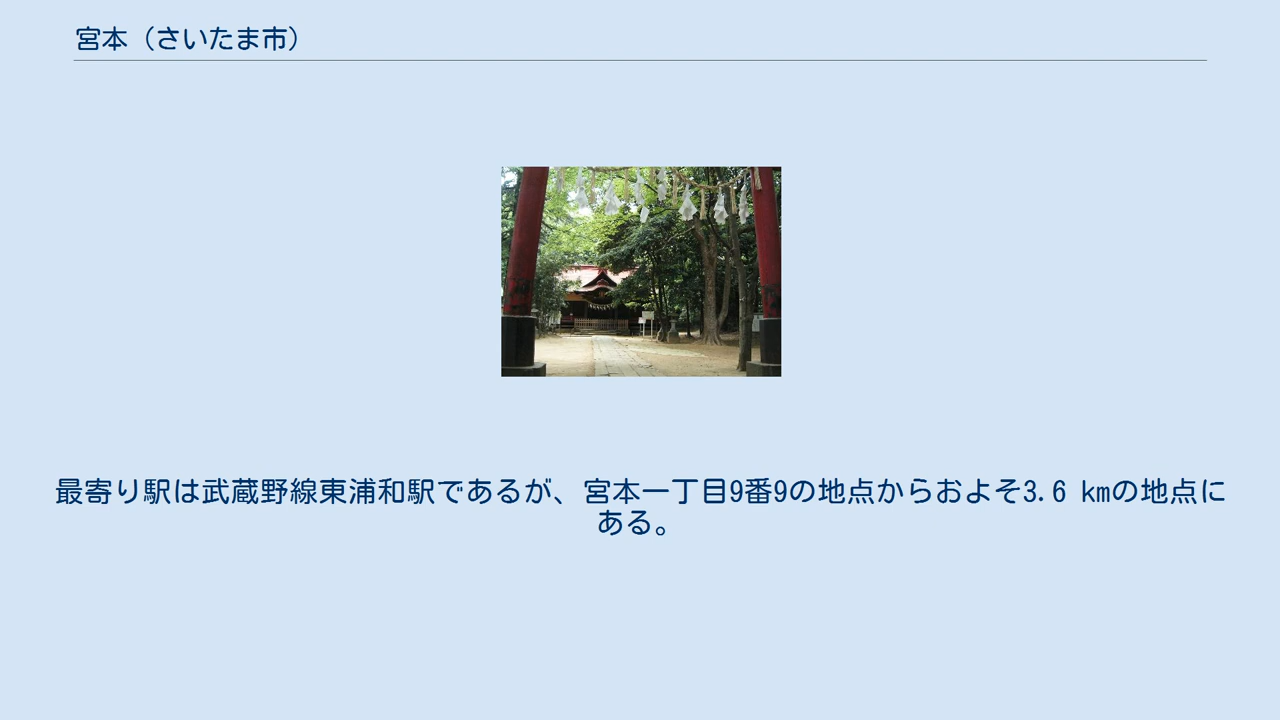 宮本（さいたま市）
最寄り駅は武蔵野線東浦和駅であるが、宮本一丁目9番9の地点からおよそ3.6 kmの地点に
ある。